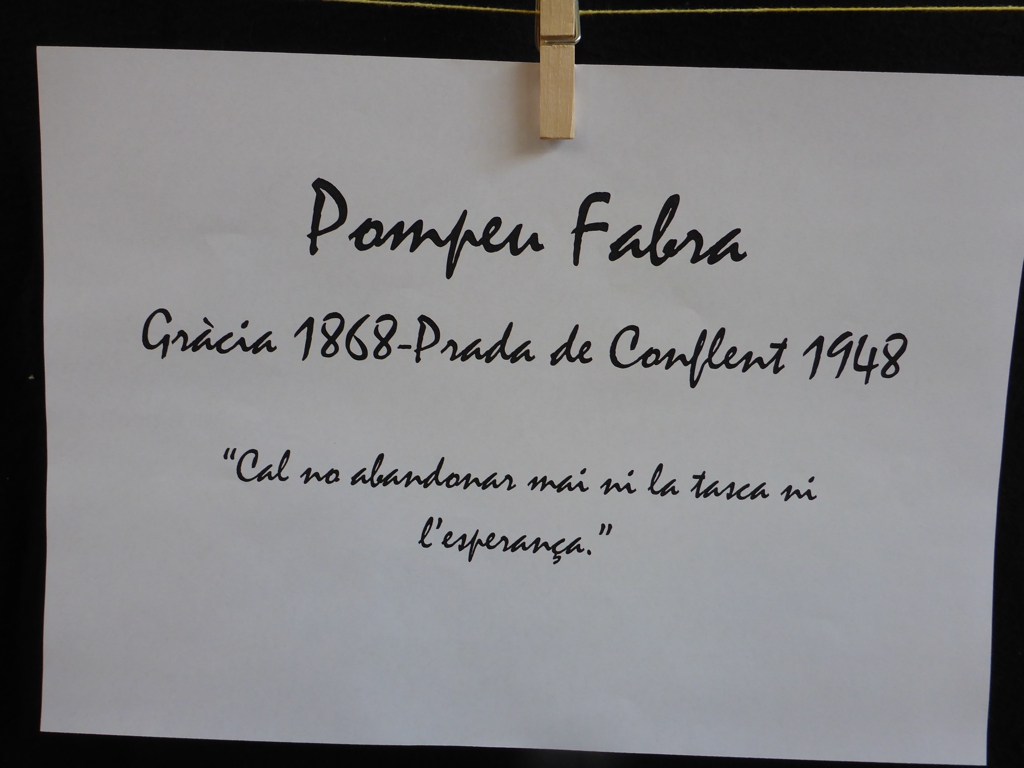 Pompeu Fabra
Gràcia 1868-Prada de Conflent 1948
“Cal no abandonar mai ni la tasca ni
l’esperança.”